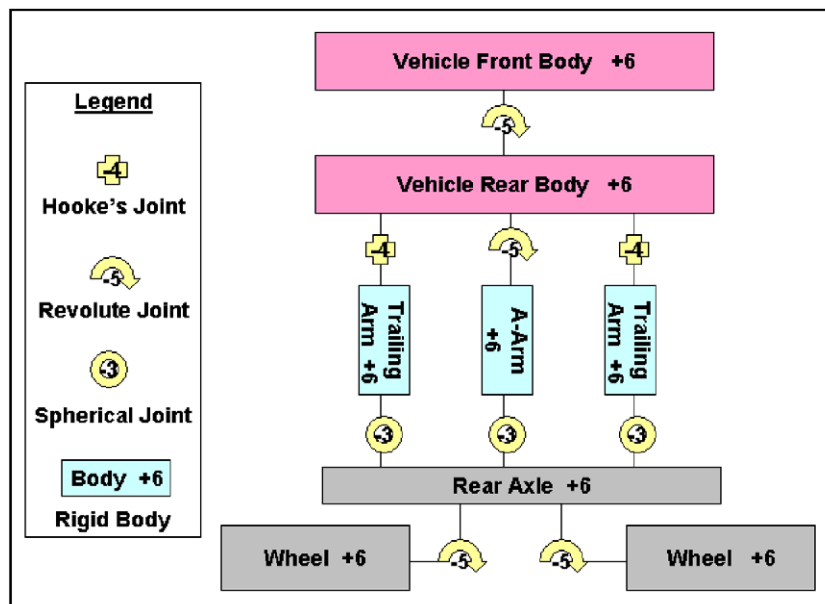 Legend
-4
Hooke's Joint
-5
Revolute Joint
-3
Spherical Joint
Body +6
Rigid Body
Vehicle Front Body +6
-5
Vehicle Rear Body +6
-4
-5
-4
Trailing
Arm +6
A-Arm
+6
Trailing
Arm +6
-3
-3
-3
Rear Axle +6
Wheel +6
-5
-5
Wheel +6